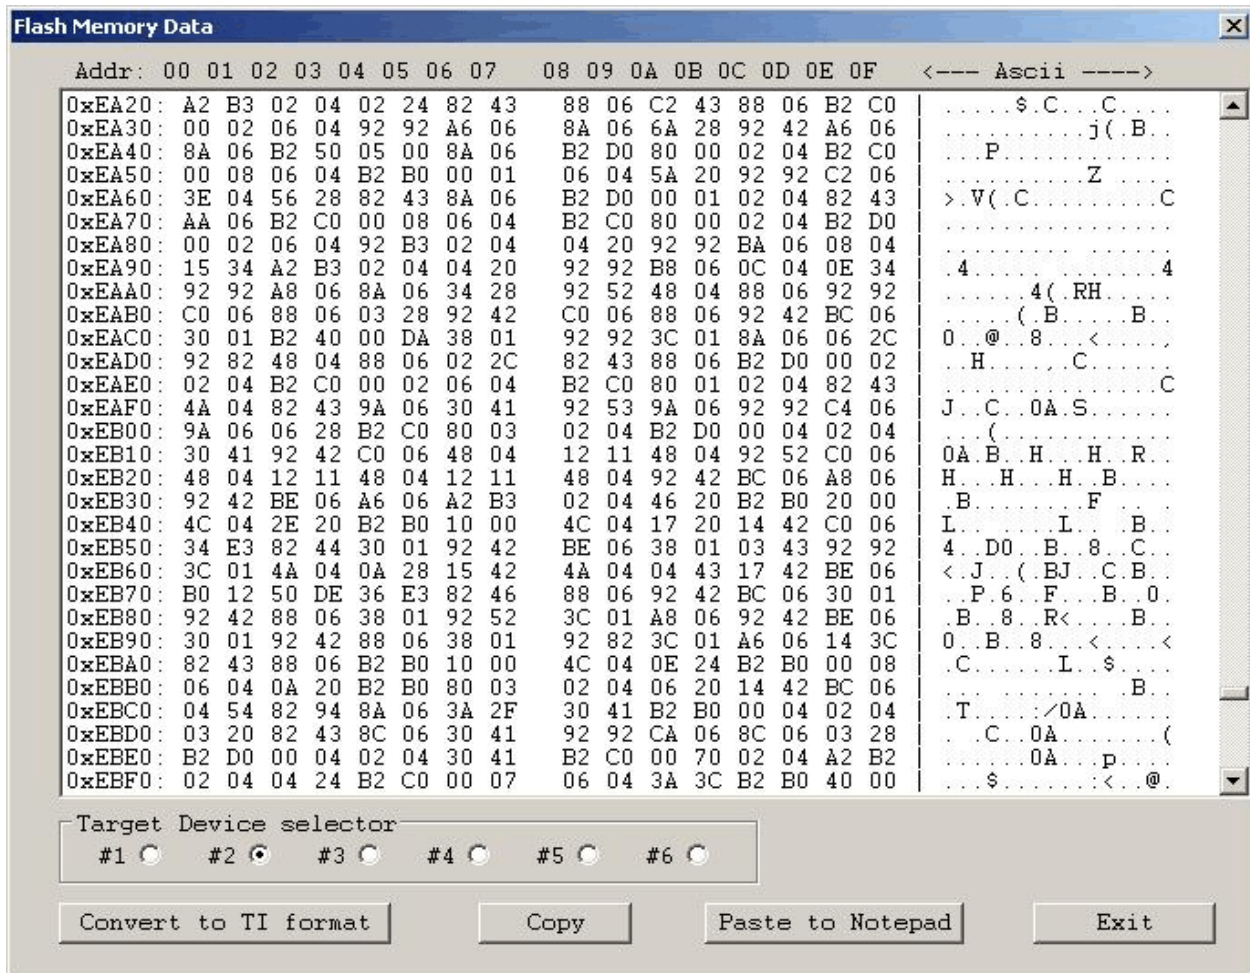 Flash Memory Data
Addr: 00 01 02 03 04 05 06 07 08 09 0A 0B 0C 0D 0E 0F <--- Ascii ---->
0xEA20: A2 B3 02 04 02 24 82 43 88 06 C2 43 88 06 B2 C0 | .....$.C...C....
0xEA30: 00 02 06 04 92 92 A6 06 8A 06 6A 28 92 42 A6 06 | ..........j(.B..
0xEA40: 8A 06 B2 50 05 00 8A 06 B2 D0 80 00 02 04 B2 C0 | ...P............
0xEA50: 00 08 06 04 B2 B0 00 01 06 04 5A 20 92 92 C2 06 | ..........Z ....
0xEA60: 3E 04 56 28 82 43 8A 06 B2 D0 00 01 02 04 82 43 | >.V(.C.........C
0xEA70: AA 06 B2 C0 00 08 06 04 B2 C0 80 00 02 04 B2 D0 | ................
0xEA80: 00 02 06 04 92 B3 02 04 04 20 92 92 BA 06 08 04 | ......... ......
0xEA90: 15 34 A2 B3 02 04 04 20 92 92 B8 06 0C 04 0E 34 | .4..... .......4
0xEAA0: 92 92 A8 06 8A 06 34 28 92 52 48 04 88 06 92 92 | ......4(.RH.....
0xEAB0: C0 06 88 06 03 28 92 42 C0 06 88 06 92 42 BC 06 | .....(.B.....B..
0xEAC0: 30 01 B2 40 00 DA 38 01 92 92 3C 01 8A 06 06 2C | 0..@..8...<....,
0xEAD0: 92 82 48 04 88 06 02 2C 82 43 88 06 B2 D0 00 02 | ..H....,.C......
0xEAE0: 02 04 B2 C0 00 02 06 04 B2 C0 80 01 02 04 82 43 | ...............C
0xEAF0: 4A 04 82 43 9A 06 30 41 92 53 9A 06 92 92 C4 06 | J..C..0A.S......
0xEB00: 9A 06 06 28 B2 C0 80 03 02 04 B2 D0 00 04 02 04 | ...(............
0xEB10: 30 41 92 42 C0 06 48 04 12 11 48 04 92 52 C0 06 | 0A.B..H...H..R..
0xEB20: 48 04 12 11 48 04 12 11 48 04 92 42 BC 06 A8 06 | H...H...H..B....
0xEB30: 92 42 BE 06 A6 06 A2 B3 02 04 46 20 B2 B0 20 00 | .B........F .. .
0xEB40: 4C 04 2E 20 B2 B0 10 00 4C 04 17 20 14 42 C0 06 | L.. ....L.. .B..
0xEB50: 34 E3 82 44 30 01 92 42 BE 06 38 01 03 43 92 92 | 4..D0..B..8..C..
0xEB60: 3C 01 4A 04 0A 28 15 42 4A 04 04 43 17 42 BE 06 | <.J..(.BJ..C.B..
0xEB70: B0 12 50 DE 36 E3 82 46 88 06 92 42 BC 06 30 01 | ..P.6..F...B..0.
0xEB80: 92 42 88 06 38 01 92 52 3C 01 A8 06 92 42 BE 06 | .B..8..R<....B..
0xEB90: 30 01 92 42 88 06 38 01 92 82 3C 01 A6 06 14 3C | 0..B..8...<....<
0xEBA0: 82 43 88 06 B2 B0 10 00 4C 04 0E 24 B2 B0 00 08 | .C......L..$....
0xEBB0: 06 04 0A 20 B2 B0 80 03 02 04 06 20 14 42 BC 06 | ... ....... .B..
0xEBC0: 04 54 82 94 8A 06 3A 2F 30 41 B2 B0 00 04 02 04 | .T....:/0A......
0xEBD0: 03 20 82 43 8C 06 30 41 92 92 CA 06 8C 06 03 28 | . .C..0A.......(
0xEBE0: B2 D0 00 04 02 04 30 41 B2 C0 00 70 02 04 A2 B2 | ......0A...p....
0xEBF0: 02 04 04 24 B2 C0 00 07 06 04 3A 3C B2 B0 40 00 | ...$......:<..@.
Target Device selector
#1 #2 #3 #4 #5 #6
Convert to TI format Copy Paste to Notepad Exit